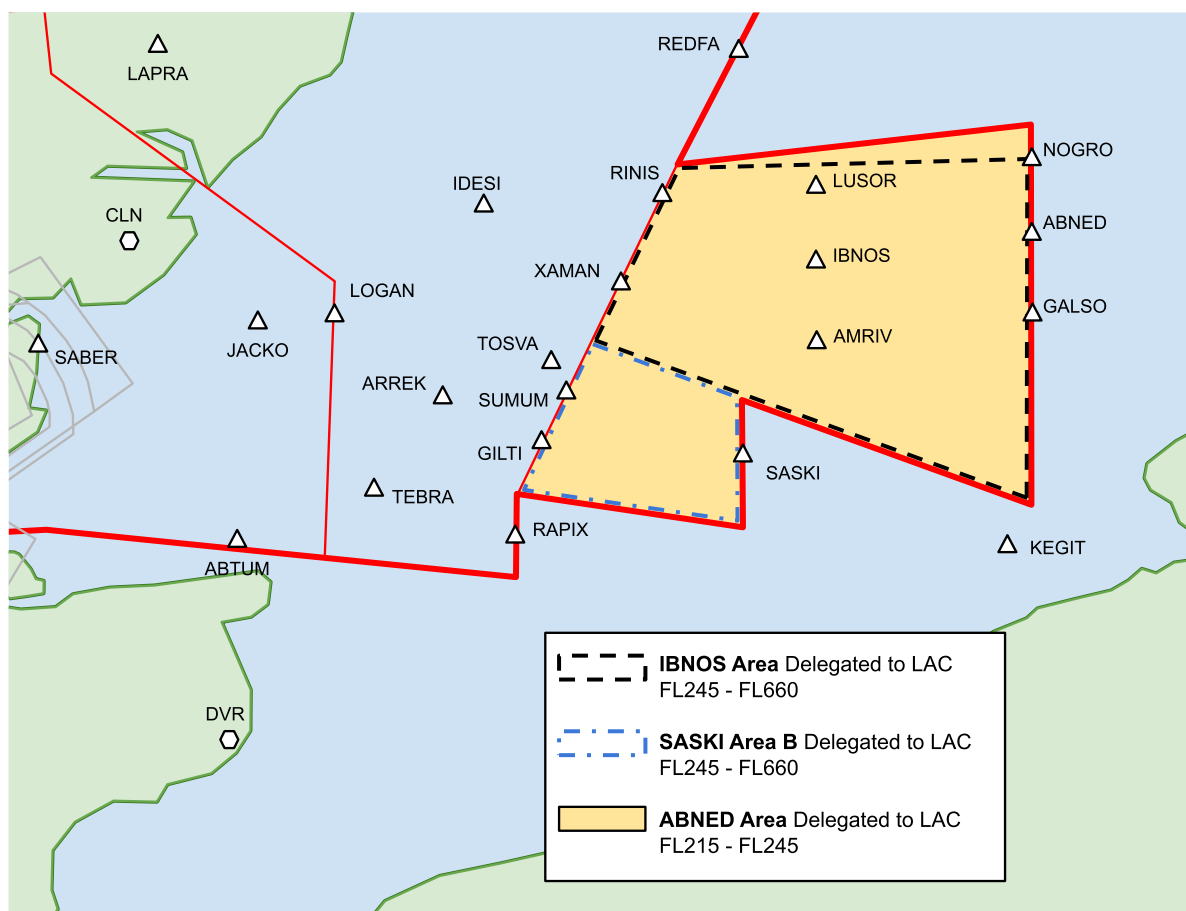 REDFA
LAPRA
NOGRO
RINIS
LUSOR
IDESI
CLN
ABNED
IBNOS
XAMAN
LOGAN
GALSO
JACKO
TOSVA
AMRIV
SABER
ARREK
SUMUM
GILTI
SASKI
TEBRA
RAPIX
ABTUM
KEGIT
DVR
IBNOS Area Delegated to LAC
FL245 - FL660
SASKI Area B Delegated to LAC
FL245 - FL660
ABNED Area Delegated to LAC
FL215 - FL245